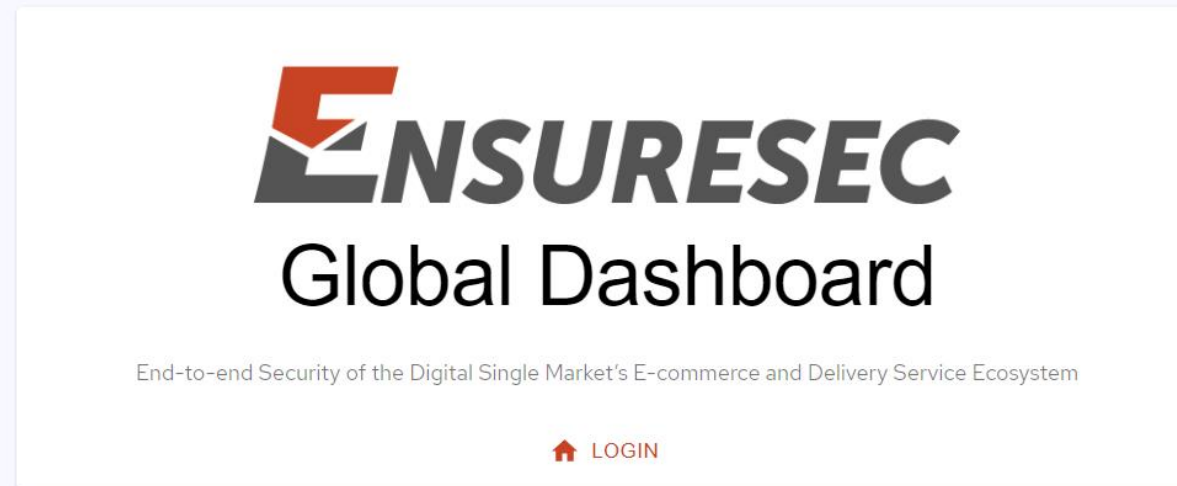 ENSURESEC
Global Dashboard
End-to-end Security of the Digital Single Market's E-commerce and Delivery Service Ecosystem
LOGIN